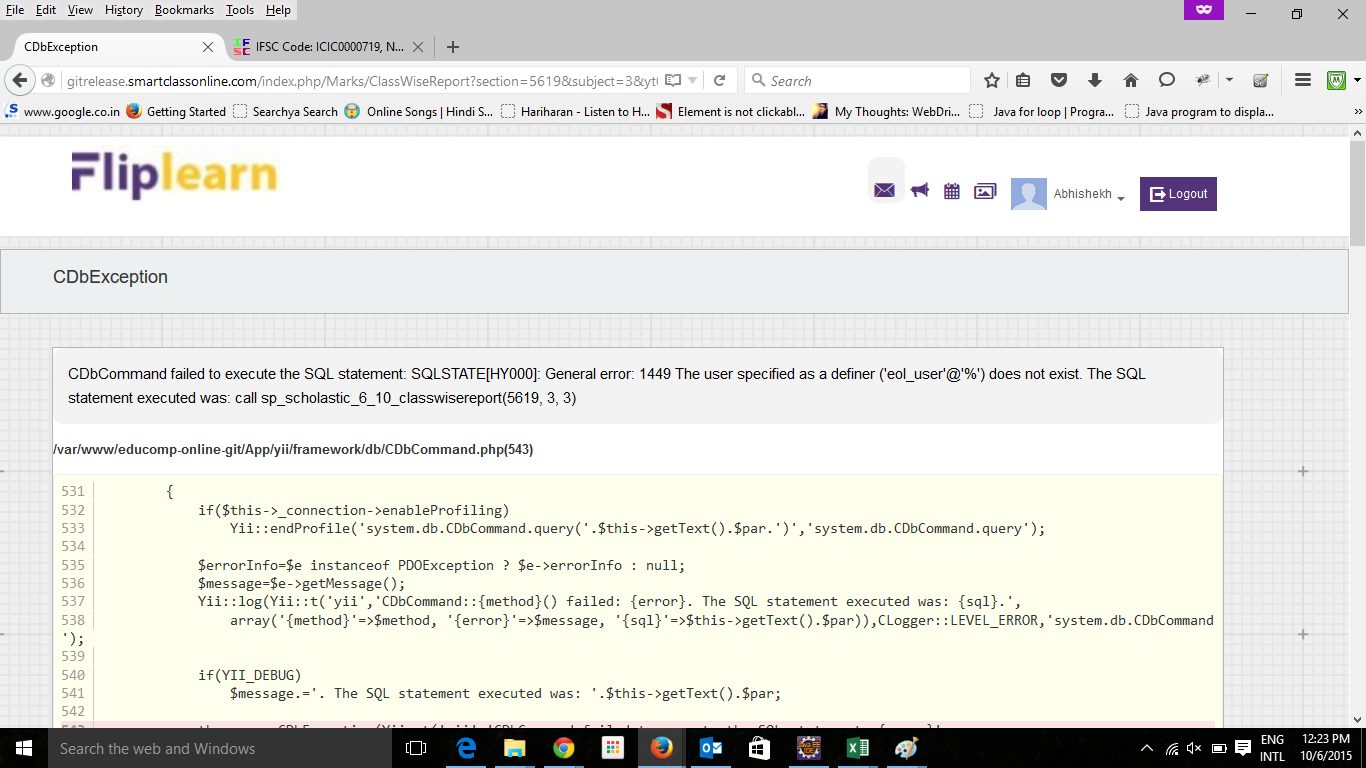 File Edit View History Bookmarks Tools Help
CDbException
IFSC Code: ICIC0000719, N...
gitrelease.smartclassonline.com/index.php/Marks/ClassWiseReport?section=5619&subject=3&yt(
Search
www.google.co.in Getting Started Searchya Search Online Songs | Hindi S... Hariharan - Listen to H... Element is not clickabl... My Thoughts: WebDri... Java for loop | Progra... Java program to displa... »
Fliplearn
Abhishekh
Logout
CDbException
CDbCommand failed to execute the SQL statement: SQLSTATE[HY000]: General error: 1449 The user specified as a definer ('eol_user'@'%') does not exist. The SQL
statement executed was: call sp_scholastic_6_10_classwisereport(5619, 3, 3)
/var/www/educomp-online-git/App/yii/framework/db/CDbCommand.php(543)
531 {
532 if($this->_connection->enableProfiling)
533 Yii::endProfile('system.db.CDbCommand.query('.$this->getText().$par.')','system.db.CDbCommand.query');
534
535 $errorInfo=$e instanceof PDOException ? $e->errorInfo : null;
536 $message=$e->getMessage();
537 Yii::log(Yii::t('yii','CDbCommand::{method}() failed: {error}. The SQL statement executed was: {sql}.',
538 array('{method}'=>$method, '{error}'=>$message, '{sql}'=>$this->getText().$par)),CLogger::LEVEL_ERROR,'system.db.CDbCommand
');
539
540 if(YII_DEBUG)
541 $message.='. The SQL statement executed was: '.$this->getText().$par;
542
Search the web and Windows
ENG
INTL
12:23 PM
10/6/2015